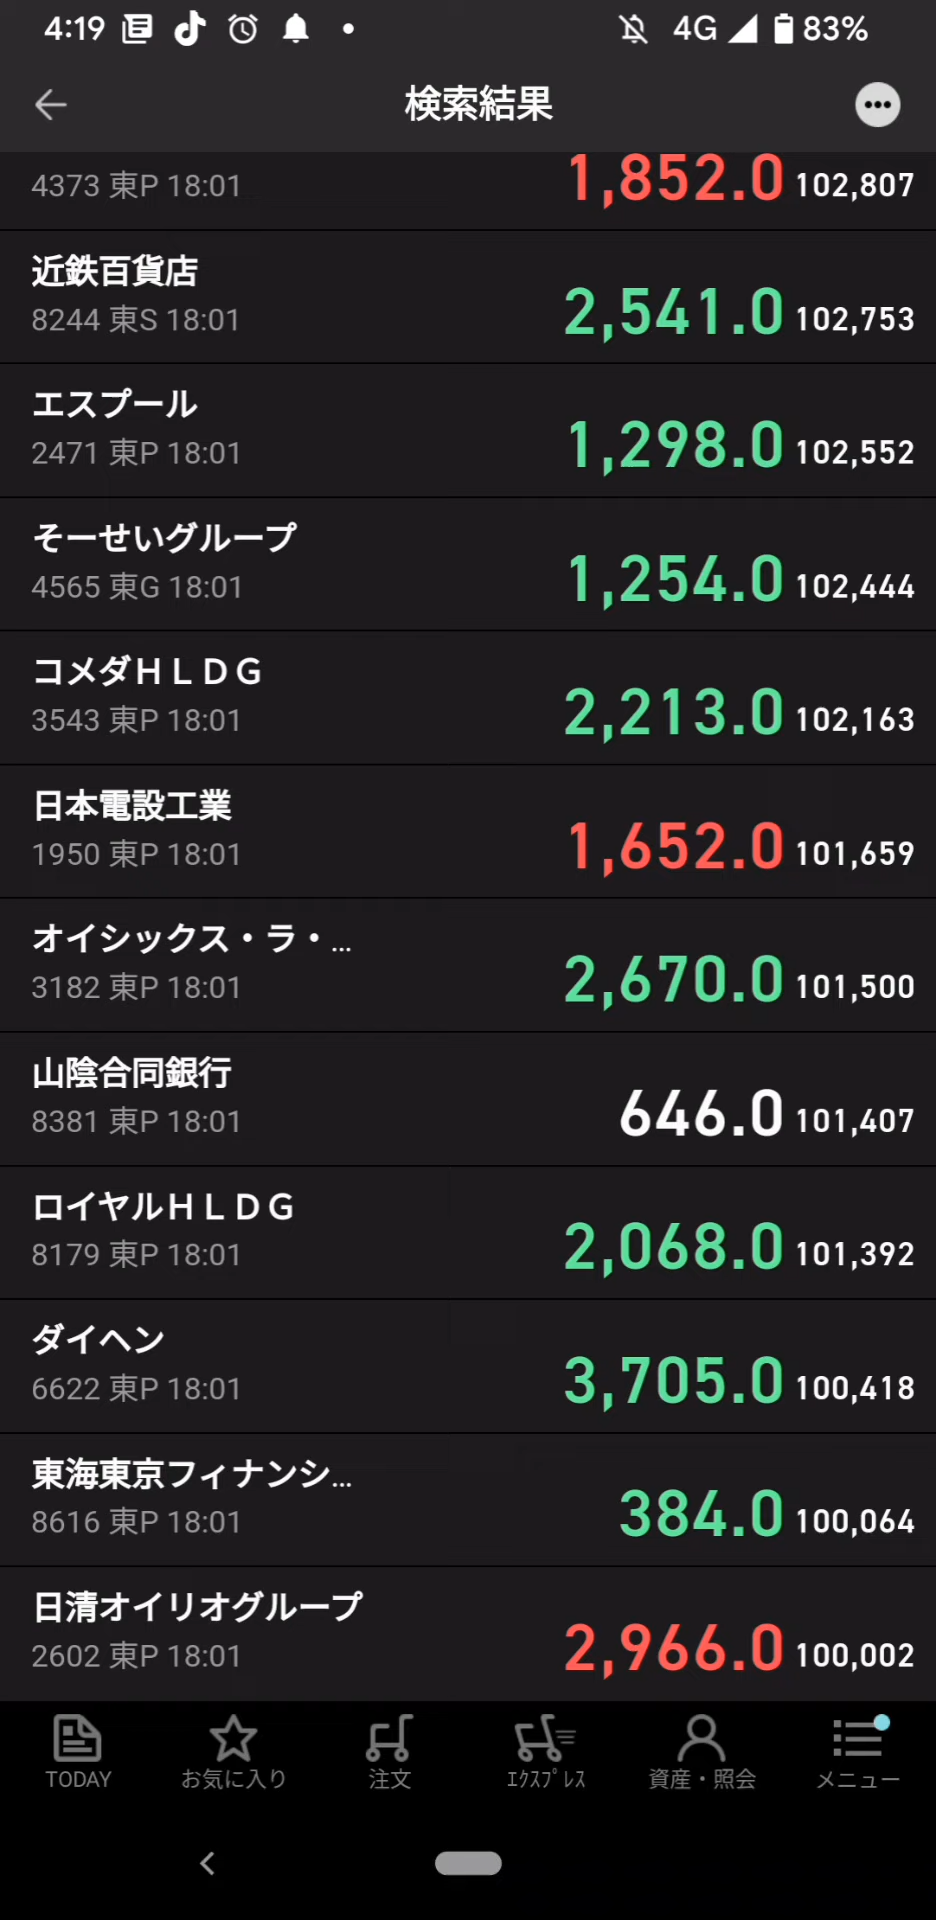 4:19 4G 83%
検索結果
4373 東P 18:01 1,852.0 102,807
近鉄百貨店
8244 東S 18:01 2,541.0 102,753
エスプール
2471 東P 18:01 1,298.0 102,552
そーせいグループ
4565 東G 18:01 1,254.0 102,444
コメダＨＬＤＧ
3543 東P 18:01 2,213.0 102,163
日本電設工業
1950 東P 18:01 1,652.0 101,659
オイシックス・ラ・...
3182 東P 18:01 2,670.0 101,500
山陰合同銀行
8381 東P 18:01 646.0 101,407
ロイヤルＨＬＤＧ
8179 東P 18:01 2,068.0 101,392
ダイヘン
6622 東P 18:01 3,705.0 100,418
東海東京フィナンシ...
8616 東P 18:01 384.0 100,064
日清オイリオグループ
2602 東P 18:01 2,966.0 100,002
TODAY お気に入り 注文 ｴｸｽﾌﾟﾚｽ 資産・照会 メニュー